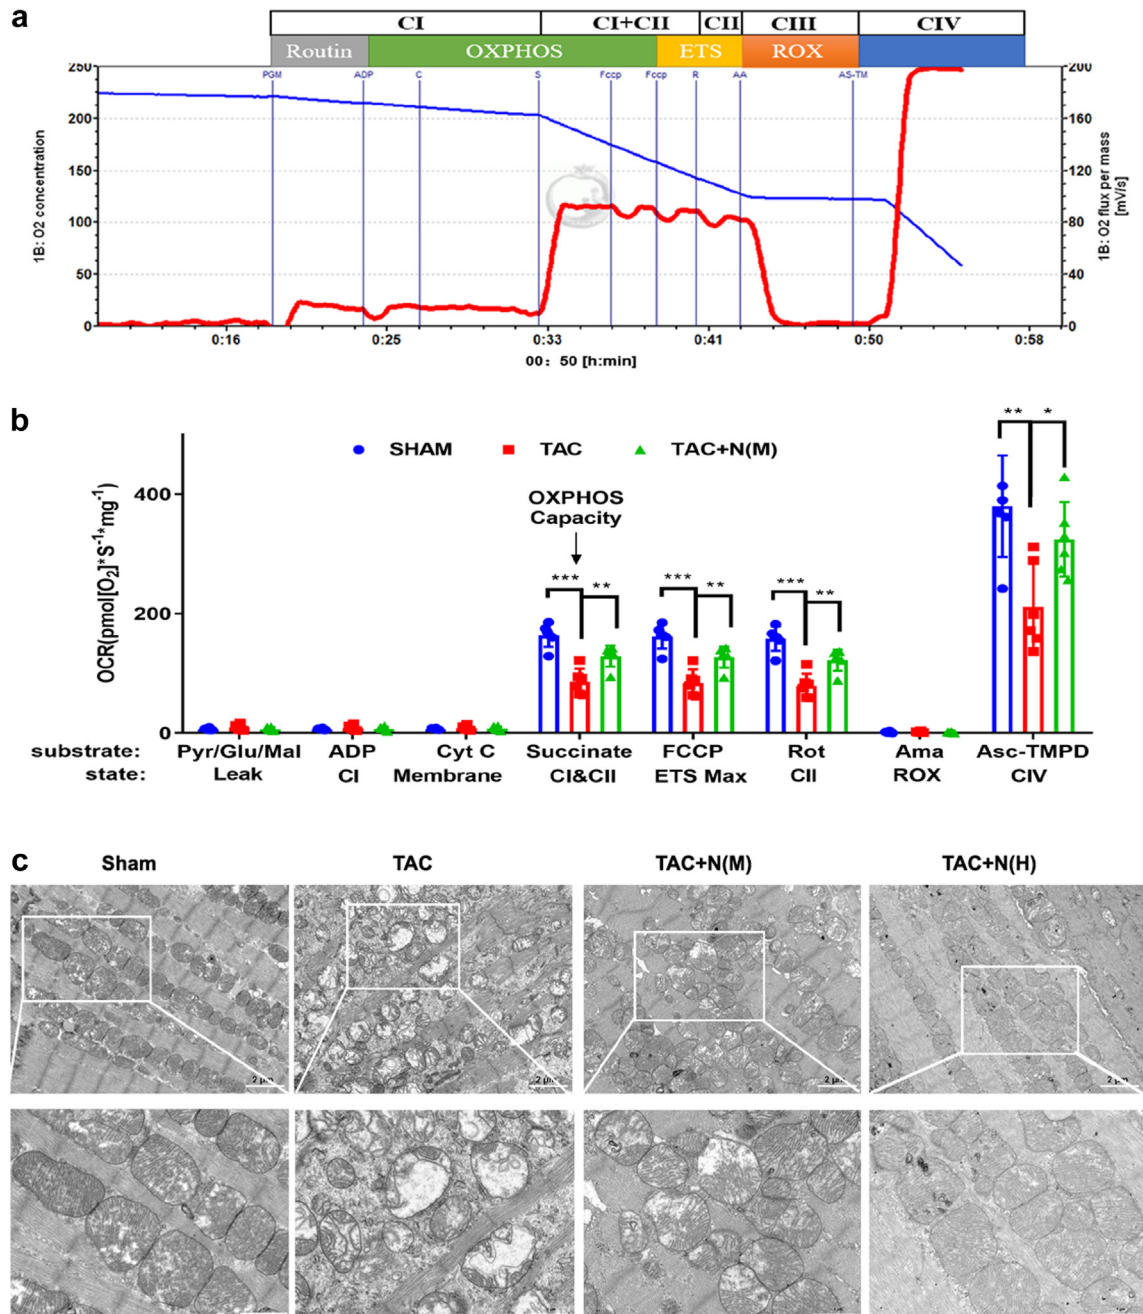 a
CI CI+CII CII CIII CIV
Routin OXPHOS ETS ROX
250 200
PGM ADP C S Fccp Fccp R AA AS-TM
200 160
150 120
100 80
50 40
0 0
1B: O2 concentration
1B: O2 flux per mass
[mV/s]
0:16 0:25 0:33 0:41 0:50 0:58
00: 50 [h:min]
b
SHAM TAC TAC+N(M)
** *
OXPHOS
Capacity
*** ** *** ** *** **
OCR(pmol[O₂]*S⁻¹*mg⁻¹)
400
200
0
substrate: Pyr/Glu/Mal ADP Cyt C Succinate FCCP Rot Ama Asc-TMPD
state: Leak CI Membrane CI&CII ETS Max CII ROX CIV
c
Sham TAC TAC+N(M) TAC+N(H)
2 μm 2 μm 2 μm 2 μm